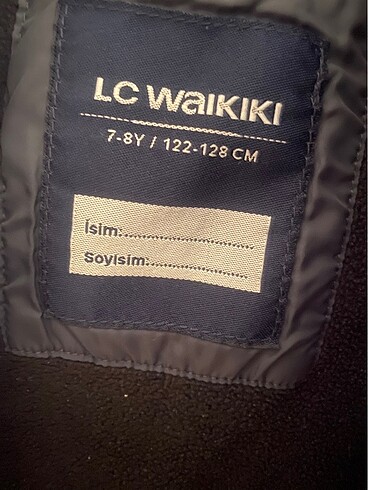 LC WAIKIKI
7-8Y / 122-128 CM
İsim:..............................
Soyisim:........................